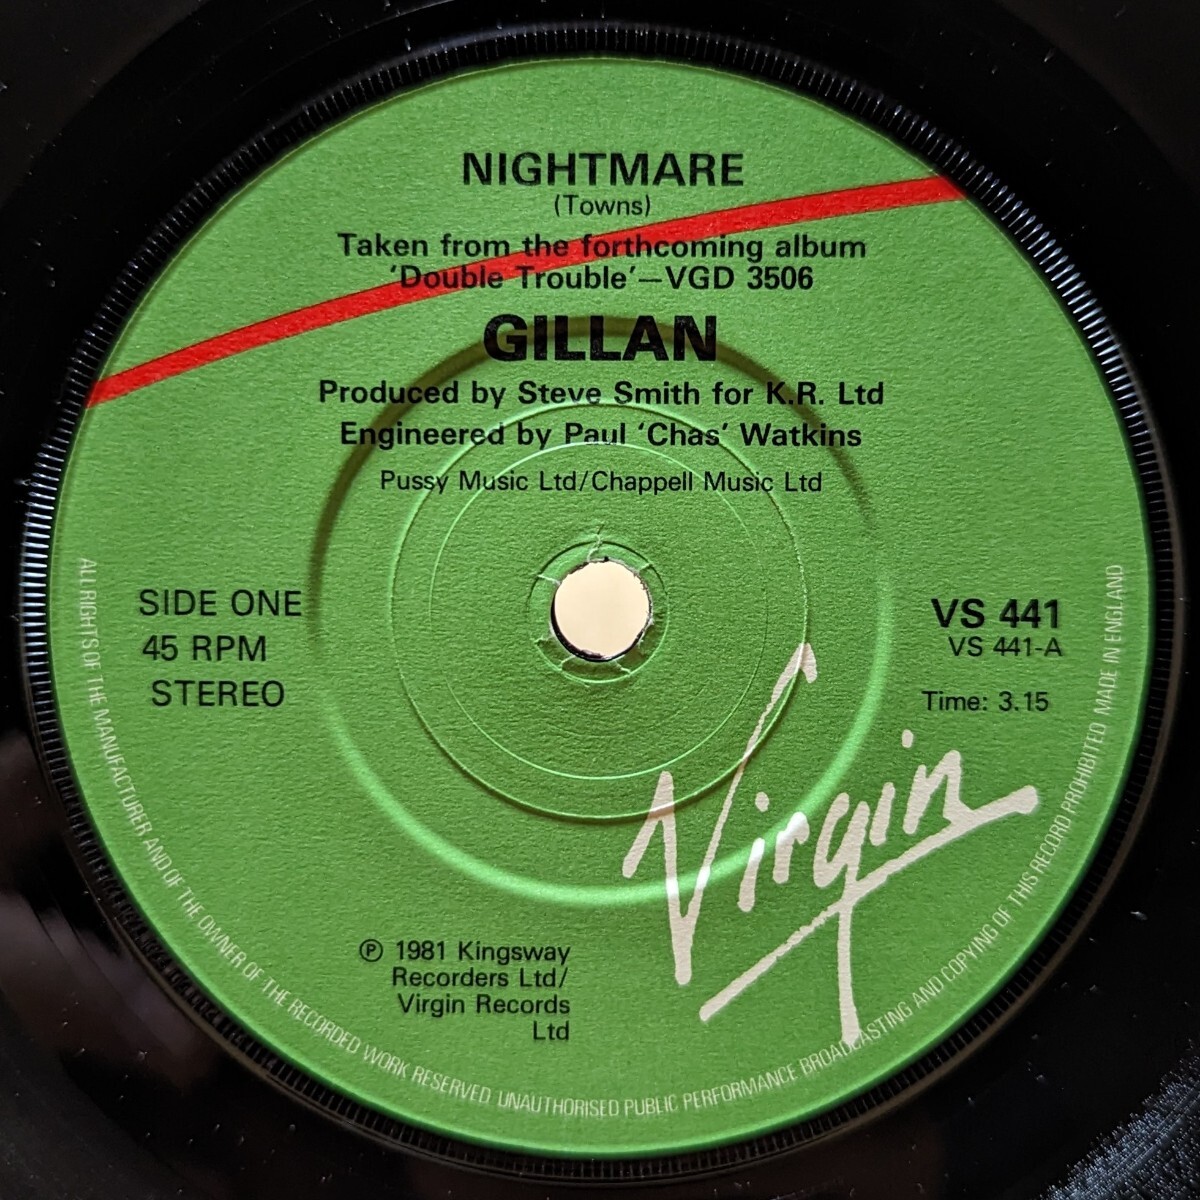 NIGHTMARE
(Towns)
Taken from the forthcoming album
'Double Trouble'—VGD 3506
GILLAN
Produced by Steve Smith for K.R. Ltd
Engineered by Paul 'Chas' Watkins
Pussy Music Ltd/Chappell Music Ltd
SIDE ONE
45 RPM
STEREO
VS 441
VS 441-A
Time: 3.15
Virgin
℗ 1981 Kingsway
Recorders Ltd/
Virgin Records
Ltd
ALL RIGHTS OF THE MANUFACTURER AND OF THE OWNER OF THE RECORDED WORK RESERVED UNAUTHORISED PUBLIC PERFORMANCE BROADCASTING AND COPYING OF THIS RECORD PROHIBITED MADE IN ENGLAND